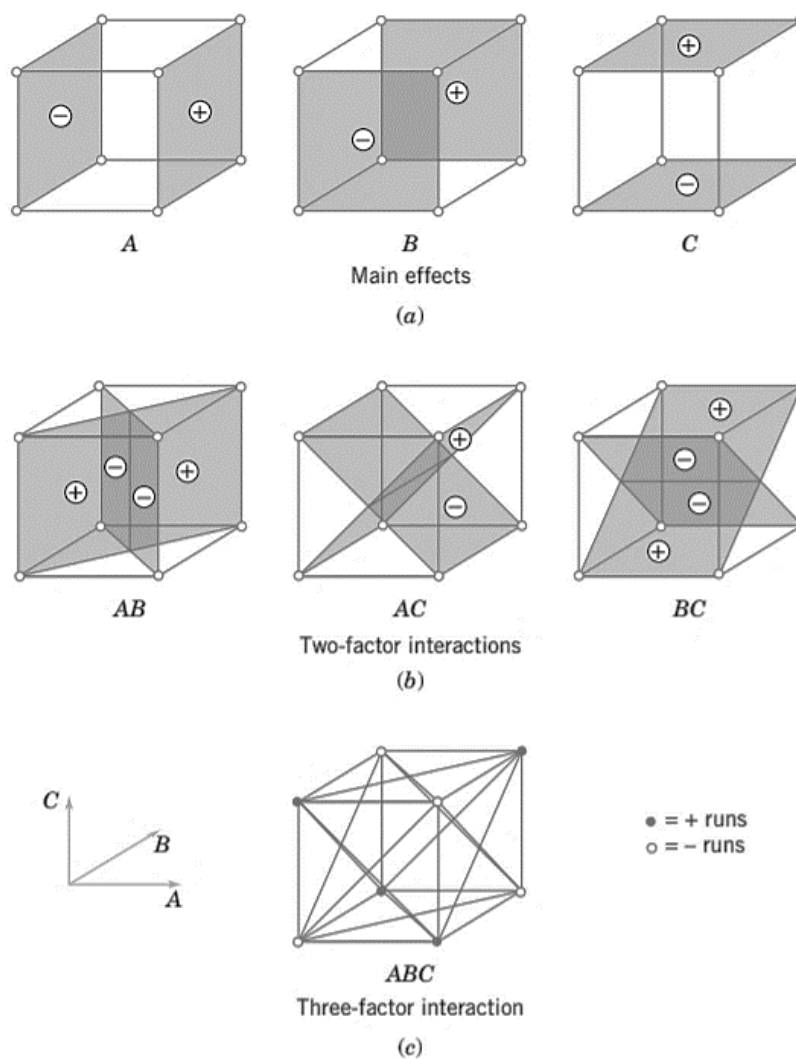 − + + − + −
A B C
Main effects
(a)
+ − − + + − + − − +
AB AC BC
Two-factor interactions
(b)
C
B
A
● = + runs
○ = − runs
ABC
Three-factor interaction
(c)